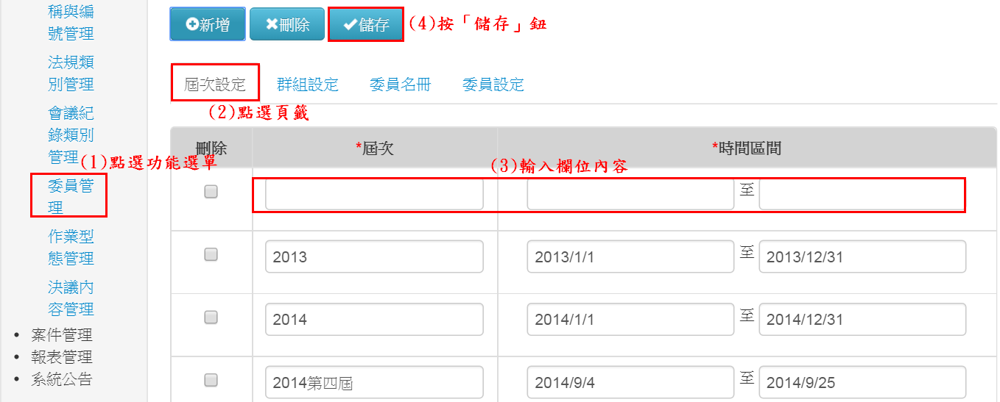 稱與編
號管理
法規類
別管理
會議紀
錄類別
管理
(1)點選功能選單
委員管
理
作業型
態管理
決議內
容管理
案件管理
報表管理
系統公告
新增 刪除 儲存 (4)按「儲存」鈕
屆次設定 群組設定 委員名冊 委員設定
(2)點選頁籤
刪除 *屆次 *時間區間
(3)輸入欄位內容
至
2013 2013/1/1 至 2013/12/31
2014 2014/1/1 至 2014/12/31
2014第四屆 2014/9/4 至 2014/9/25